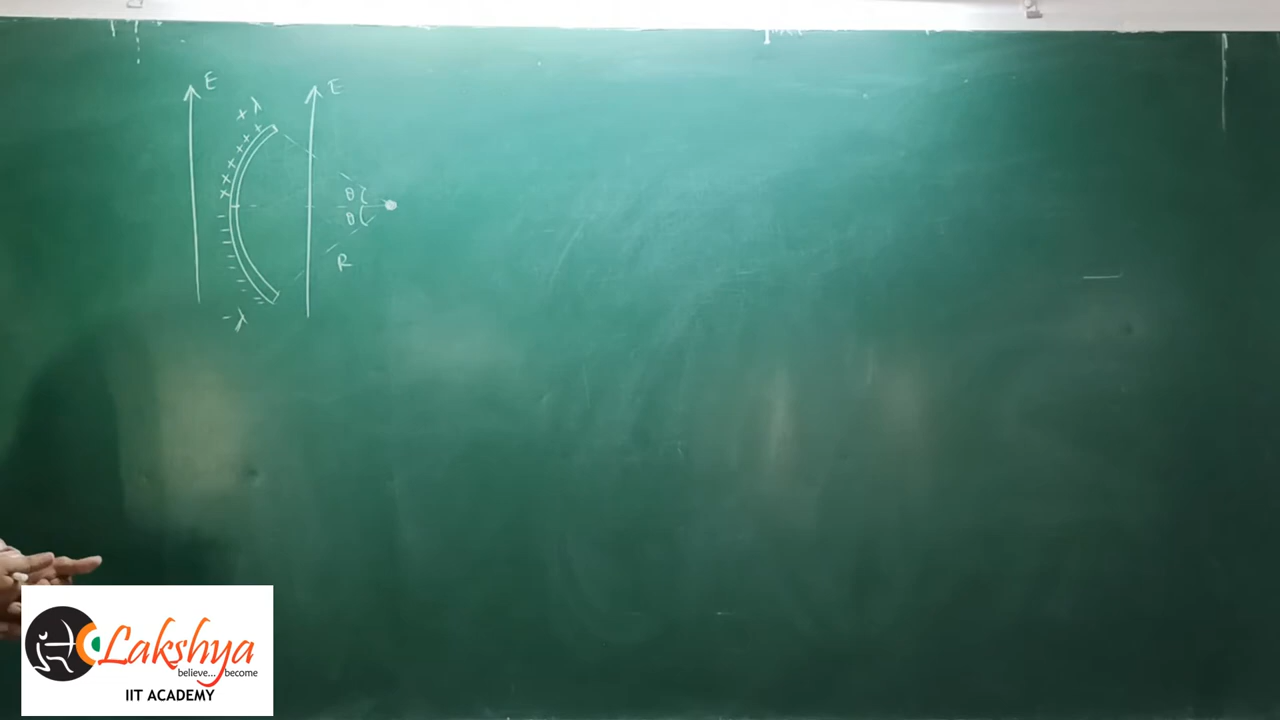 E
E
+ λ
θ
θ
R
- λ
Lakshya
believe... become
IIT ACADEMY